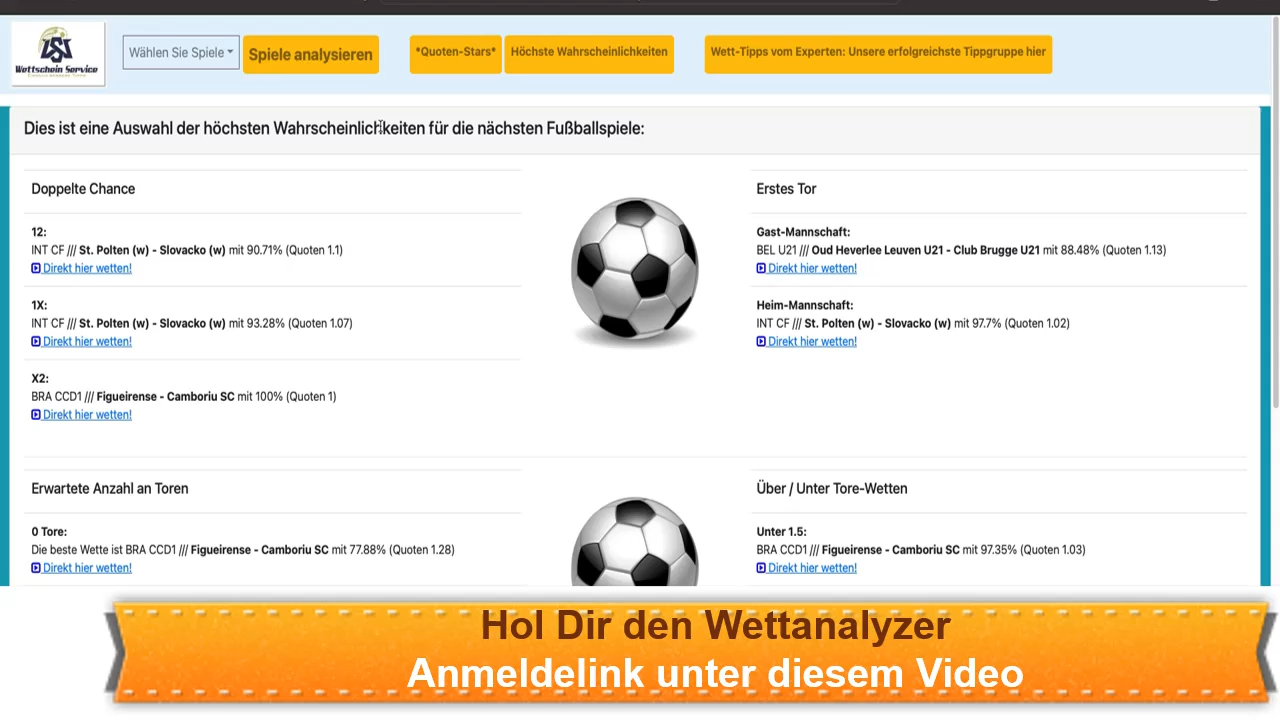 Wettschein Service
Wählen Sie Spiele
Spiele analysieren
*Quoten-Stars*
Höchste Wahrscheinlichkeiten
Wett-Tipps vom Experten: Unsere erfolgreichste Tippgruppe hier
Dies ist eine Auswahl der höchsten Wahrscheinlichkeiten für die nächsten Fußballspiele:
Doppelte Chance
12:
INT CF /// St. Polten (w) - Slovacko (w) mit 90.71% (Quoten 1.1)
Direkt hier wetten!
1X:
INT CF /// St. Polten (w) - Slovacko (w) mit 93.28% (Quoten 1.07)
Direkt hier wetten!
X2:
BRA CCD1 /// Figueirense - Camboriu SC mit 100% (Quoten 1)
Direkt hier wetten!
Erstes Tor
Gast-Mannschaft:
BEL U21 /// Oud Heverlee Leuven U21 - Club Brugge U21 mit 88.48% (Quoten 1.13)
Direkt hier wetten!
Heim-Mannschaft:
INT CF /// St. Polten (w) - Slovacko (w) mit 97.7% (Quoten 1.02)
Direkt hier wetten!
Erwartete Anzahl an Toren
0 Tore:
Die beste Wette ist BRA CCD1 /// Figueirense - Camboriu SC mit 77.88% (Quoten 1.28)
Direkt hier wetten!
Über / Unter Tore-Wetten
Unter 1.5:
BRA CCD1 /// Figueirense - Camboriu SC mit 97.35% (Quoten 1.03)
Direkt hier wetten!
Hol Dir den Wettanalyzer
Anmeldelink unter diesem Video